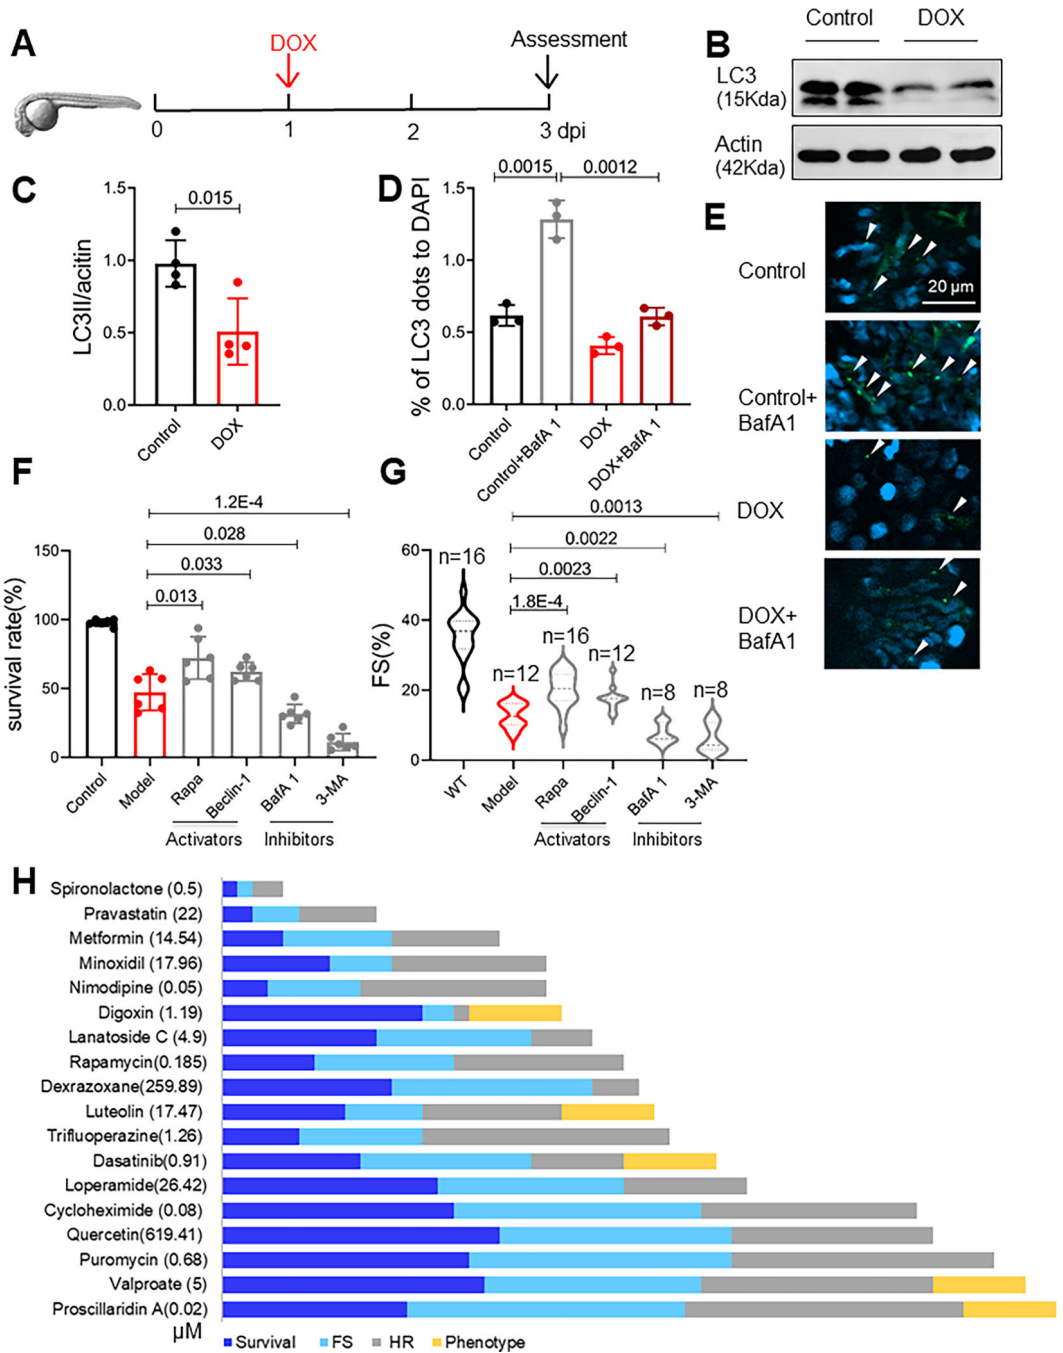 A
DOX
Assessment
0
1
2
3 dpi
B
Control
DOX
LC3
(15Kda)
Actin
(42Kda)
C
LC3II/acitin
1.5
1.0
0.5
0.0
0.015
Control
DOX
D
% of LC3 dots to DAPI
1.5
1.0
0.5
0.0
0.0015
0.0012
Control
Control+BafA 1
DOX
DOX+BafA 1
E
Control
20 µm
Control+
BafA1
DOX
DOX+
BafA1
F
survival rate(%)
150
100
50
0
1.2E-4
0.028
0.033
0.013
Control
Model
Rapa
Beclin-1
BafA 1
3-MA
Activators
Inhibitors
G
FS(%)
60
40
20
0
0.0013
0.0022
0.0023
1.8E-4
n=16
n=12
n=16
n=12
n=8
n=8
WT
Model
Rapa
Beclin-1
BafA 1
3-MA
Activators
Inhibitors
H
Spironolactone (0.5)
Pravastatin (22)
Metformin (14.54)
Minoxidil (17.96)
Nimodipine (0.05)
Digoxin (1.19)
Lanatoside C (4.9)
Rapamycin(0.185)
Dexrazoxane(259.89)
Luteolin (17.47)
Trifluoperazine(1.26)
Dasatinib(0.91)
Loperamide(26.42)
Cycloheximide (0.08)
Quercetin(619.41)
Puromycin (0.68)
Valproate (5)
Proscillaridin A(0.02)
µM
Survival
FS
HR
Phenotype